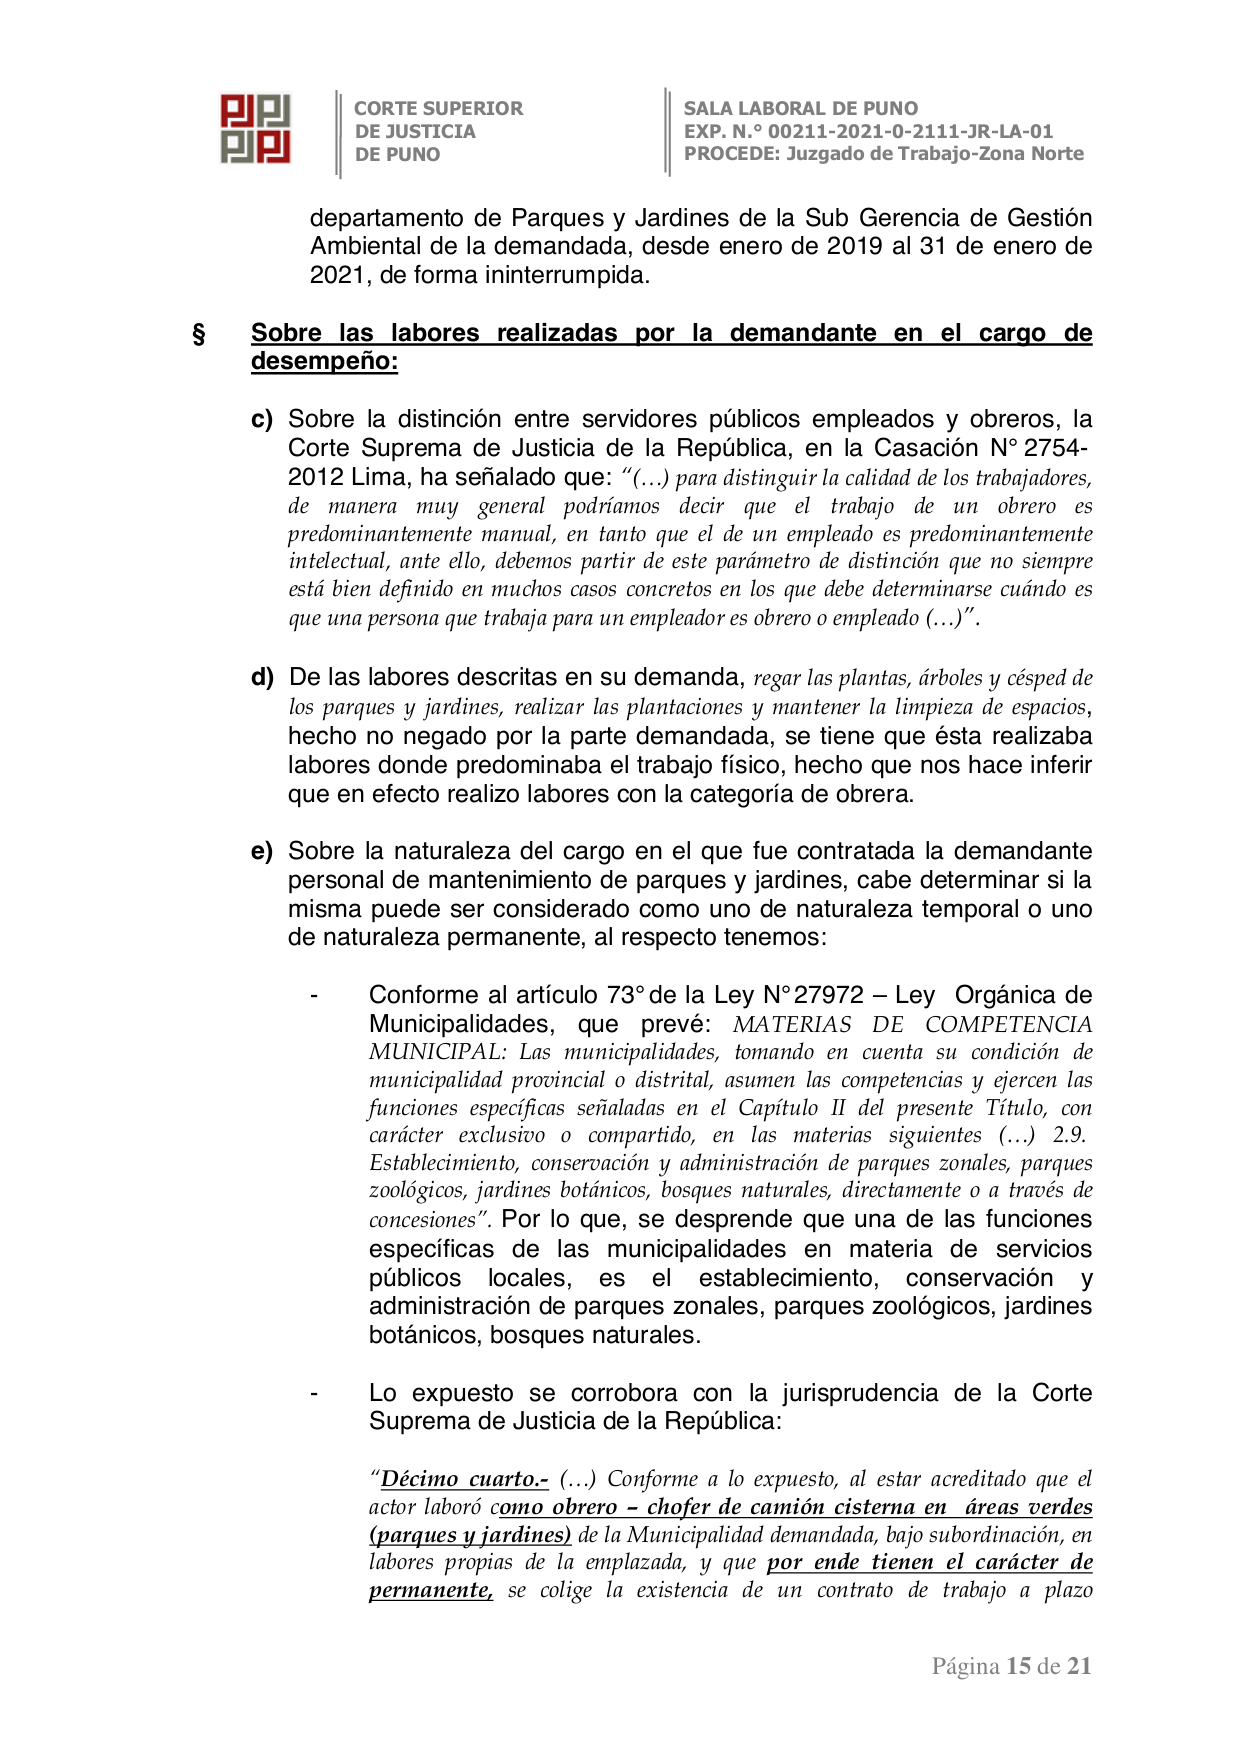 CORTE SUPERIOR
DE JUSTICIA
DE PUNO
SALA LABORAL DE PUNO
EXP. N.° 00211-2021-0-2111-JR-LA-01
PROCEDE: Juzgado de Trabajo-Zona Norte
departamento de Parques y Jardines de la Sub Gerencia de Gestión
Ambiental de la demandada, desde enero de 2019 al 31 de enero de
2021, de forma ininterrumpida.
§ Sobre las labores realizadas por la demandante en el cargo de
desempeño:
c) Sobre la distinción entre servidores públicos empleados y obreros, la
Corte Suprema de Justicia de la República, en la Casación N° 2754-
2012 Lima, ha señalado que: “(…) para distinguir la calidad de los trabajadores,
de manera muy general podríamos decir que el trabajo de un obrero es
predominantemente manual, en tanto que el de un empleado es predominantemente
intelectual, ante ello, debemos partir de este parámetro de distinción que no siempre
está bien definido en muchos casos concretos en los que debe determinarse cuándo es
que una persona que trabaja para un empleador es obrero o empleado (…)”.
d) De las labores descritas en su demanda, regar las plantas, árboles y césped de
los parques y jardines, realizar las plantaciones y mantener la limpieza de espacios,
hecho no negado por la parte demandada, se tiene que ésta realizaba
labores donde predominaba el trabajo físico, hecho que nos hace inferir
que en efecto realizo labores con la categoría de obrera.
e) Sobre la naturaleza del cargo en el que fue contratada la demandante
personal de mantenimiento de parques y jardines, cabe determinar si la
misma puede ser considerado como uno de naturaleza temporal o uno
de naturaleza permanente, al respecto tenemos:
- Conforme al artículo 73° de la Ley N° 27972 – Ley Orgánica de
Municipalidades, que prevé: MATERIAS DE COMPETENCIA
MUNICIPAL: Las municipalidades, tomando en cuenta su condición de
municipalidad provincial o distrital, asumen las competencias y ejercen las
funciones específicas señaladas en el Capítulo II del presente Título, con
carácter exclusivo o compartido, en las materias siguientes (…) 2.9.
Establecimiento, conservación y administración de parques zonales, parques
zoológicos, jardines botánicos, bosques naturales, directamente o a través de
concesiones”. Por lo que, se desprende que una de las funciones
específicas de las municipalidades en materia de servicios
públicos locales, es el establecimiento, conservación y
administración de parques zonales, parques zoológicos, jardines
botánicos, bosques naturales.
- Lo expuesto se corrobora con la jurisprudencia de la Corte
Suprema de Justicia de la República:
“Décimo cuarto.- (…) Conforme a lo expuesto, al estar acreditado que el
actor laboró como obrero – chofer de camión cisterna en áreas verdes
(parques y jardines) de la Municipalidad demandada, bajo subordinación, en
labores propias de la emplazada, y que por ende tienen el carácter de
permanente, se colige la existencia de un contrato de trabajo a plazo
Página 15 de 21